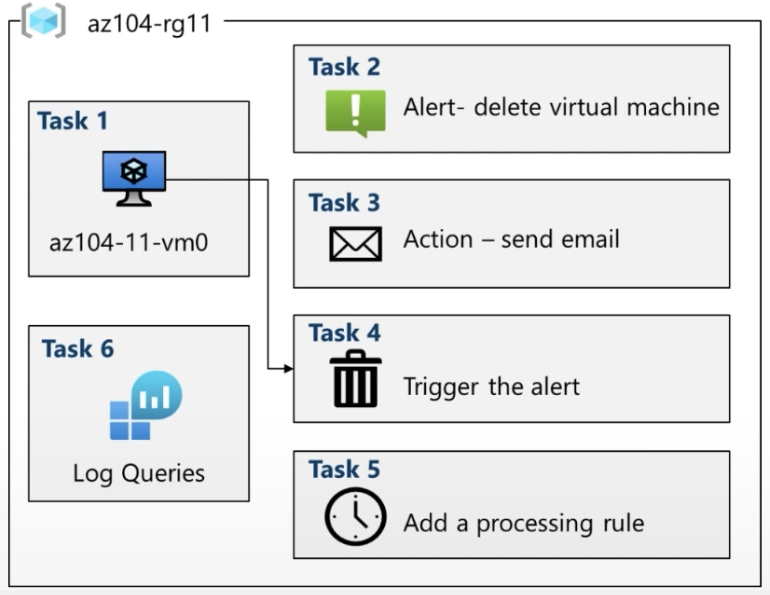 az104-rg11
Task 1
az104-11-vm0
Task 2
Alert- delete virtual machine
Task 3
Action – send email
Task 4
Trigger the alert
Task 5
Add a processing rule
Task 6
Log Queries